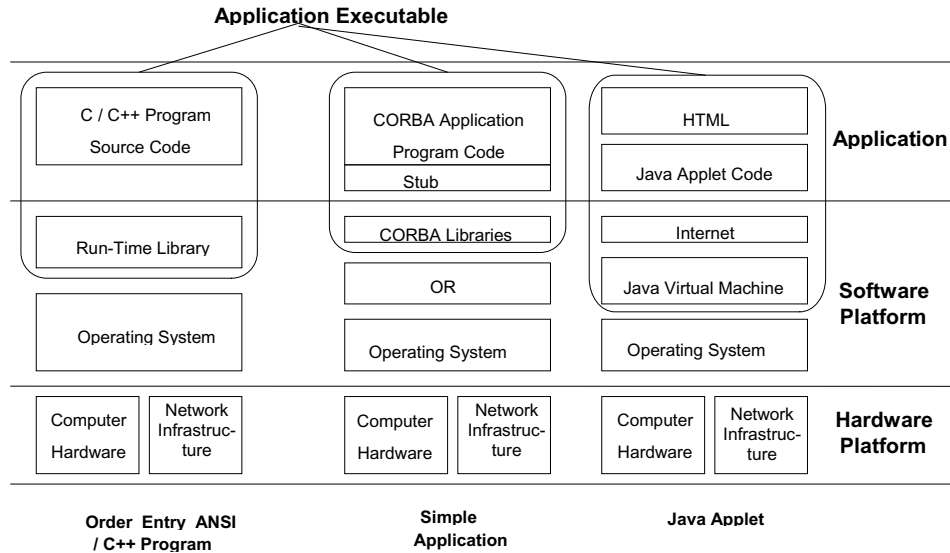 Application Executable
C / C++ Program
Source Code
CORBA Application
Program Code
Stub
HTML
Java Applet Code
Application
Run-Time Library
CORBA Libraries
Internet
OR
Java Virtual Machine
Software
Platform
Operating System
Operating System
Operating System
Computer
Hardware
Network
Infrastruc-
ture
Computer
Hardware
Network
Infrastruc-
ture
Computer
Hardware
Network
Infrastruc-
ture
Hardware
Platform
Order Entry ANSI
/ C++ Program
Simple
Application
Java Applet